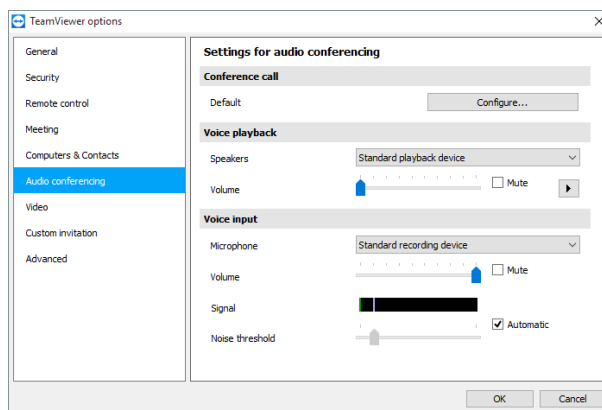 TeamViewer options
General
Security
Remote control
Meeting
Computers & Contacts
Audio conferencing
Video
Custom invitation
Advanced
Settings for audio conferencing
Conference call
Default
Configure...
Voice playback
Speakers
Standard playback device
Volume
Mute
Voice input
Microphone
Standard recording device
Volume
Mute
Signal
Automatic
Noise threshold
OK
Cancel